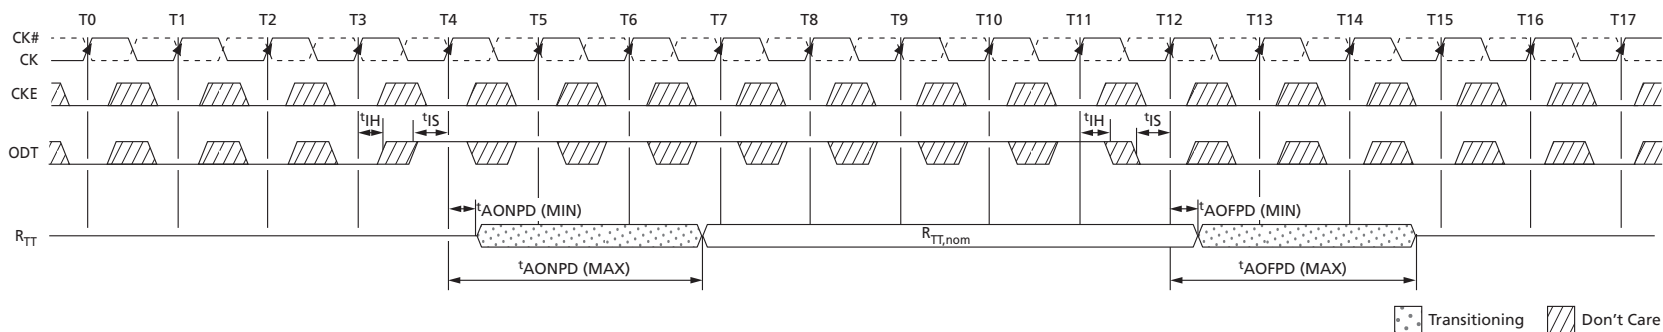 T0 T1 T2 T3 T4 T5 T6 T7 T8 T9 T10 T11 T12 T13 T14 T15 T16 T17
CK#
CK
CKE
tIH tIS tIH tIS
ODT
tAONPD (MIN) tAOFPD (MIN)
RTT RTT,nom
tAONPD (MAX) tAOFPD (MAX)
Transitioning Don't Care